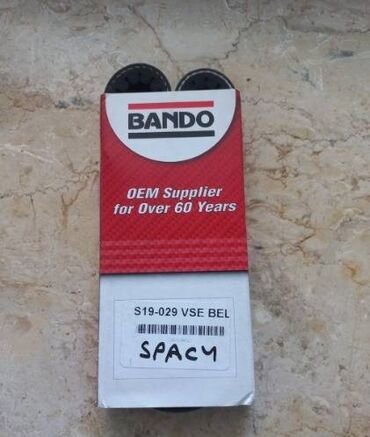 BANDO
OEM Supplier
for Over 60 Years
S19-029 VSE BEL
SPACY